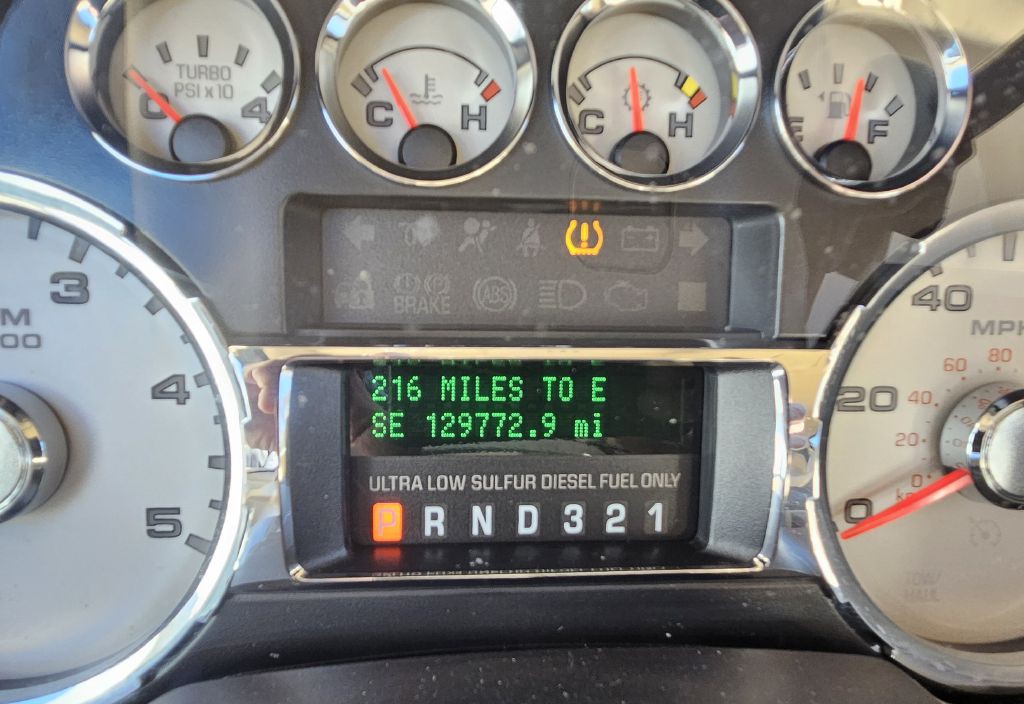 TURBO
PSI x 10
0 4
C H
C H
E F
BRAKE
ABS
3
4
5
216 MILES TO E
SE 129772.9 mi
ULTRA LOW SULFUR DIESEL FUEL ONLY
P R N D 3 2 1
40
MPH
20
0
80
60
40
20
0
TOW/
HAUL